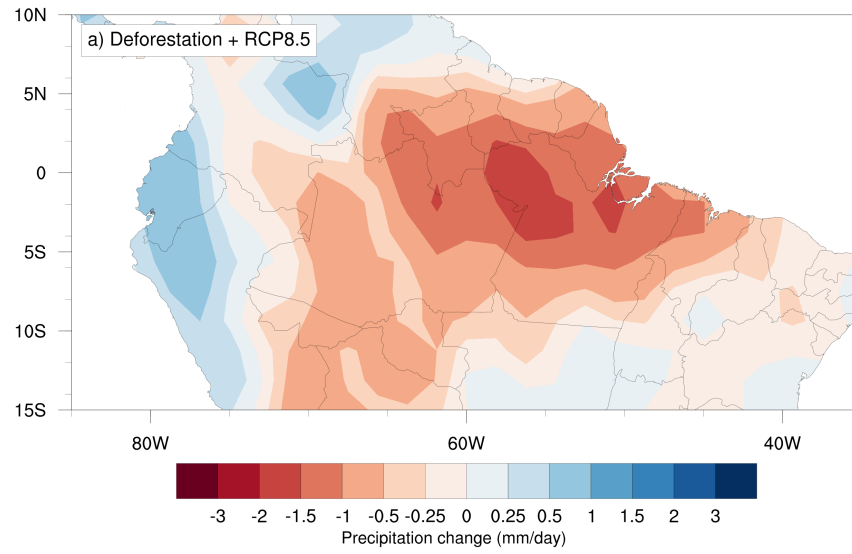 10N
a) Deforestation + RCP8.5
5N
0
5S
10S
15S
80W 60W 40W
-3 -2 -1.5 -1 -0.5 -0.25 0 0.25 0.5 1 1.5 2 3
Precipitation change (mm/day)